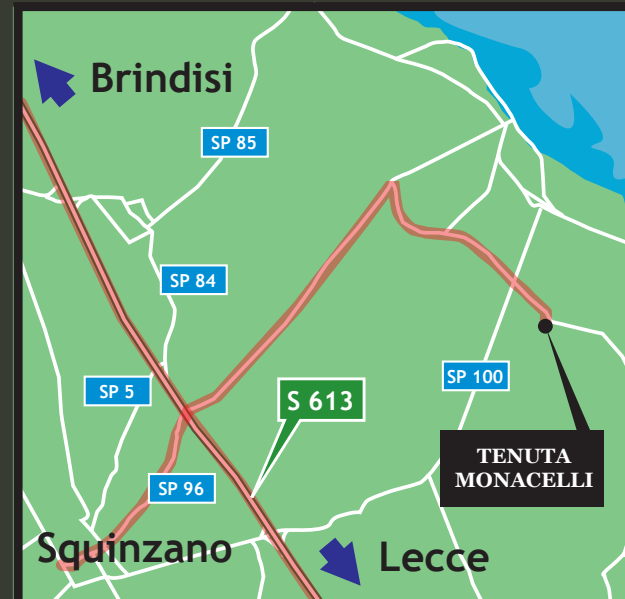 Brindisi
SP 85
SP 84
SP 5
S 613
SP 100
TENUTA
MONACELLI
SP 96
Squinzano
Lecce